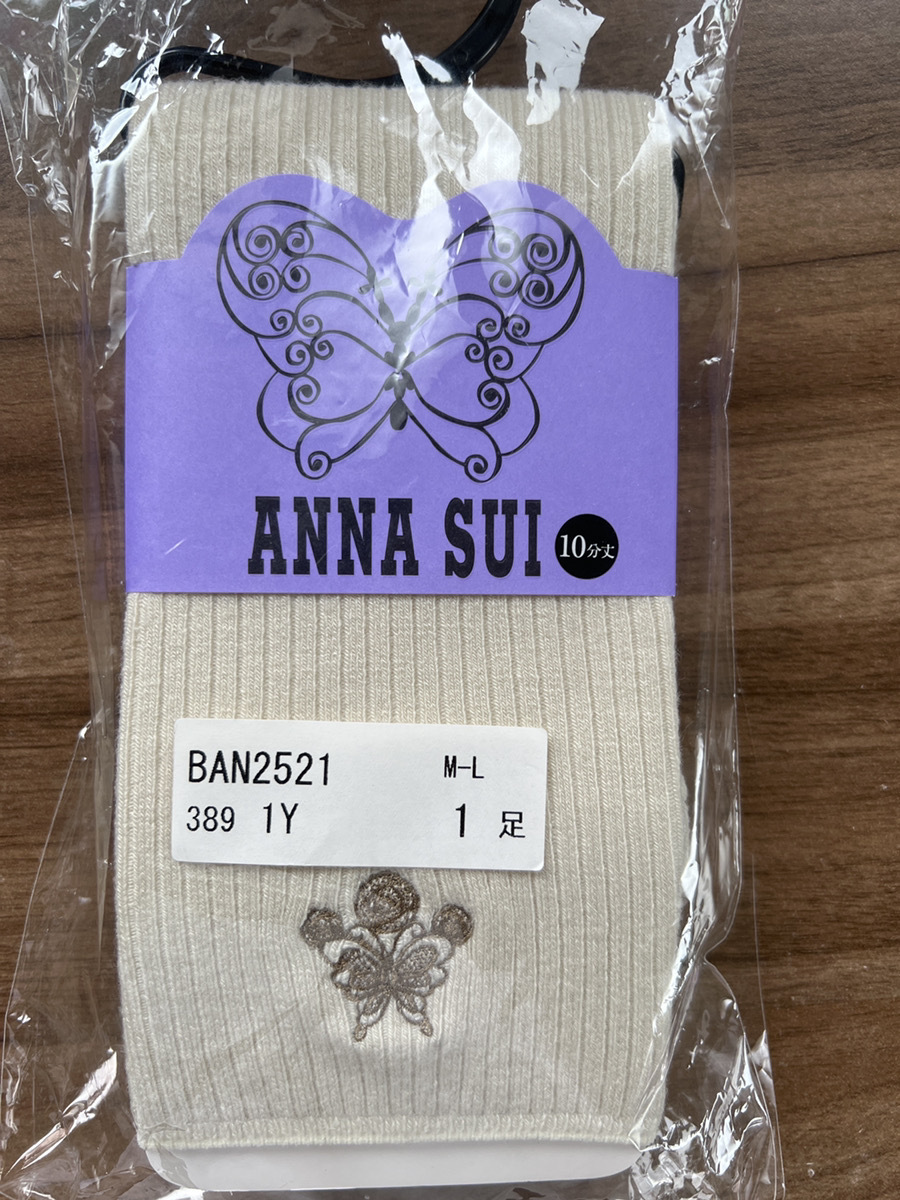 ANNA SUI
10分丈
BAN2521 M-L
389 1Y 1 足